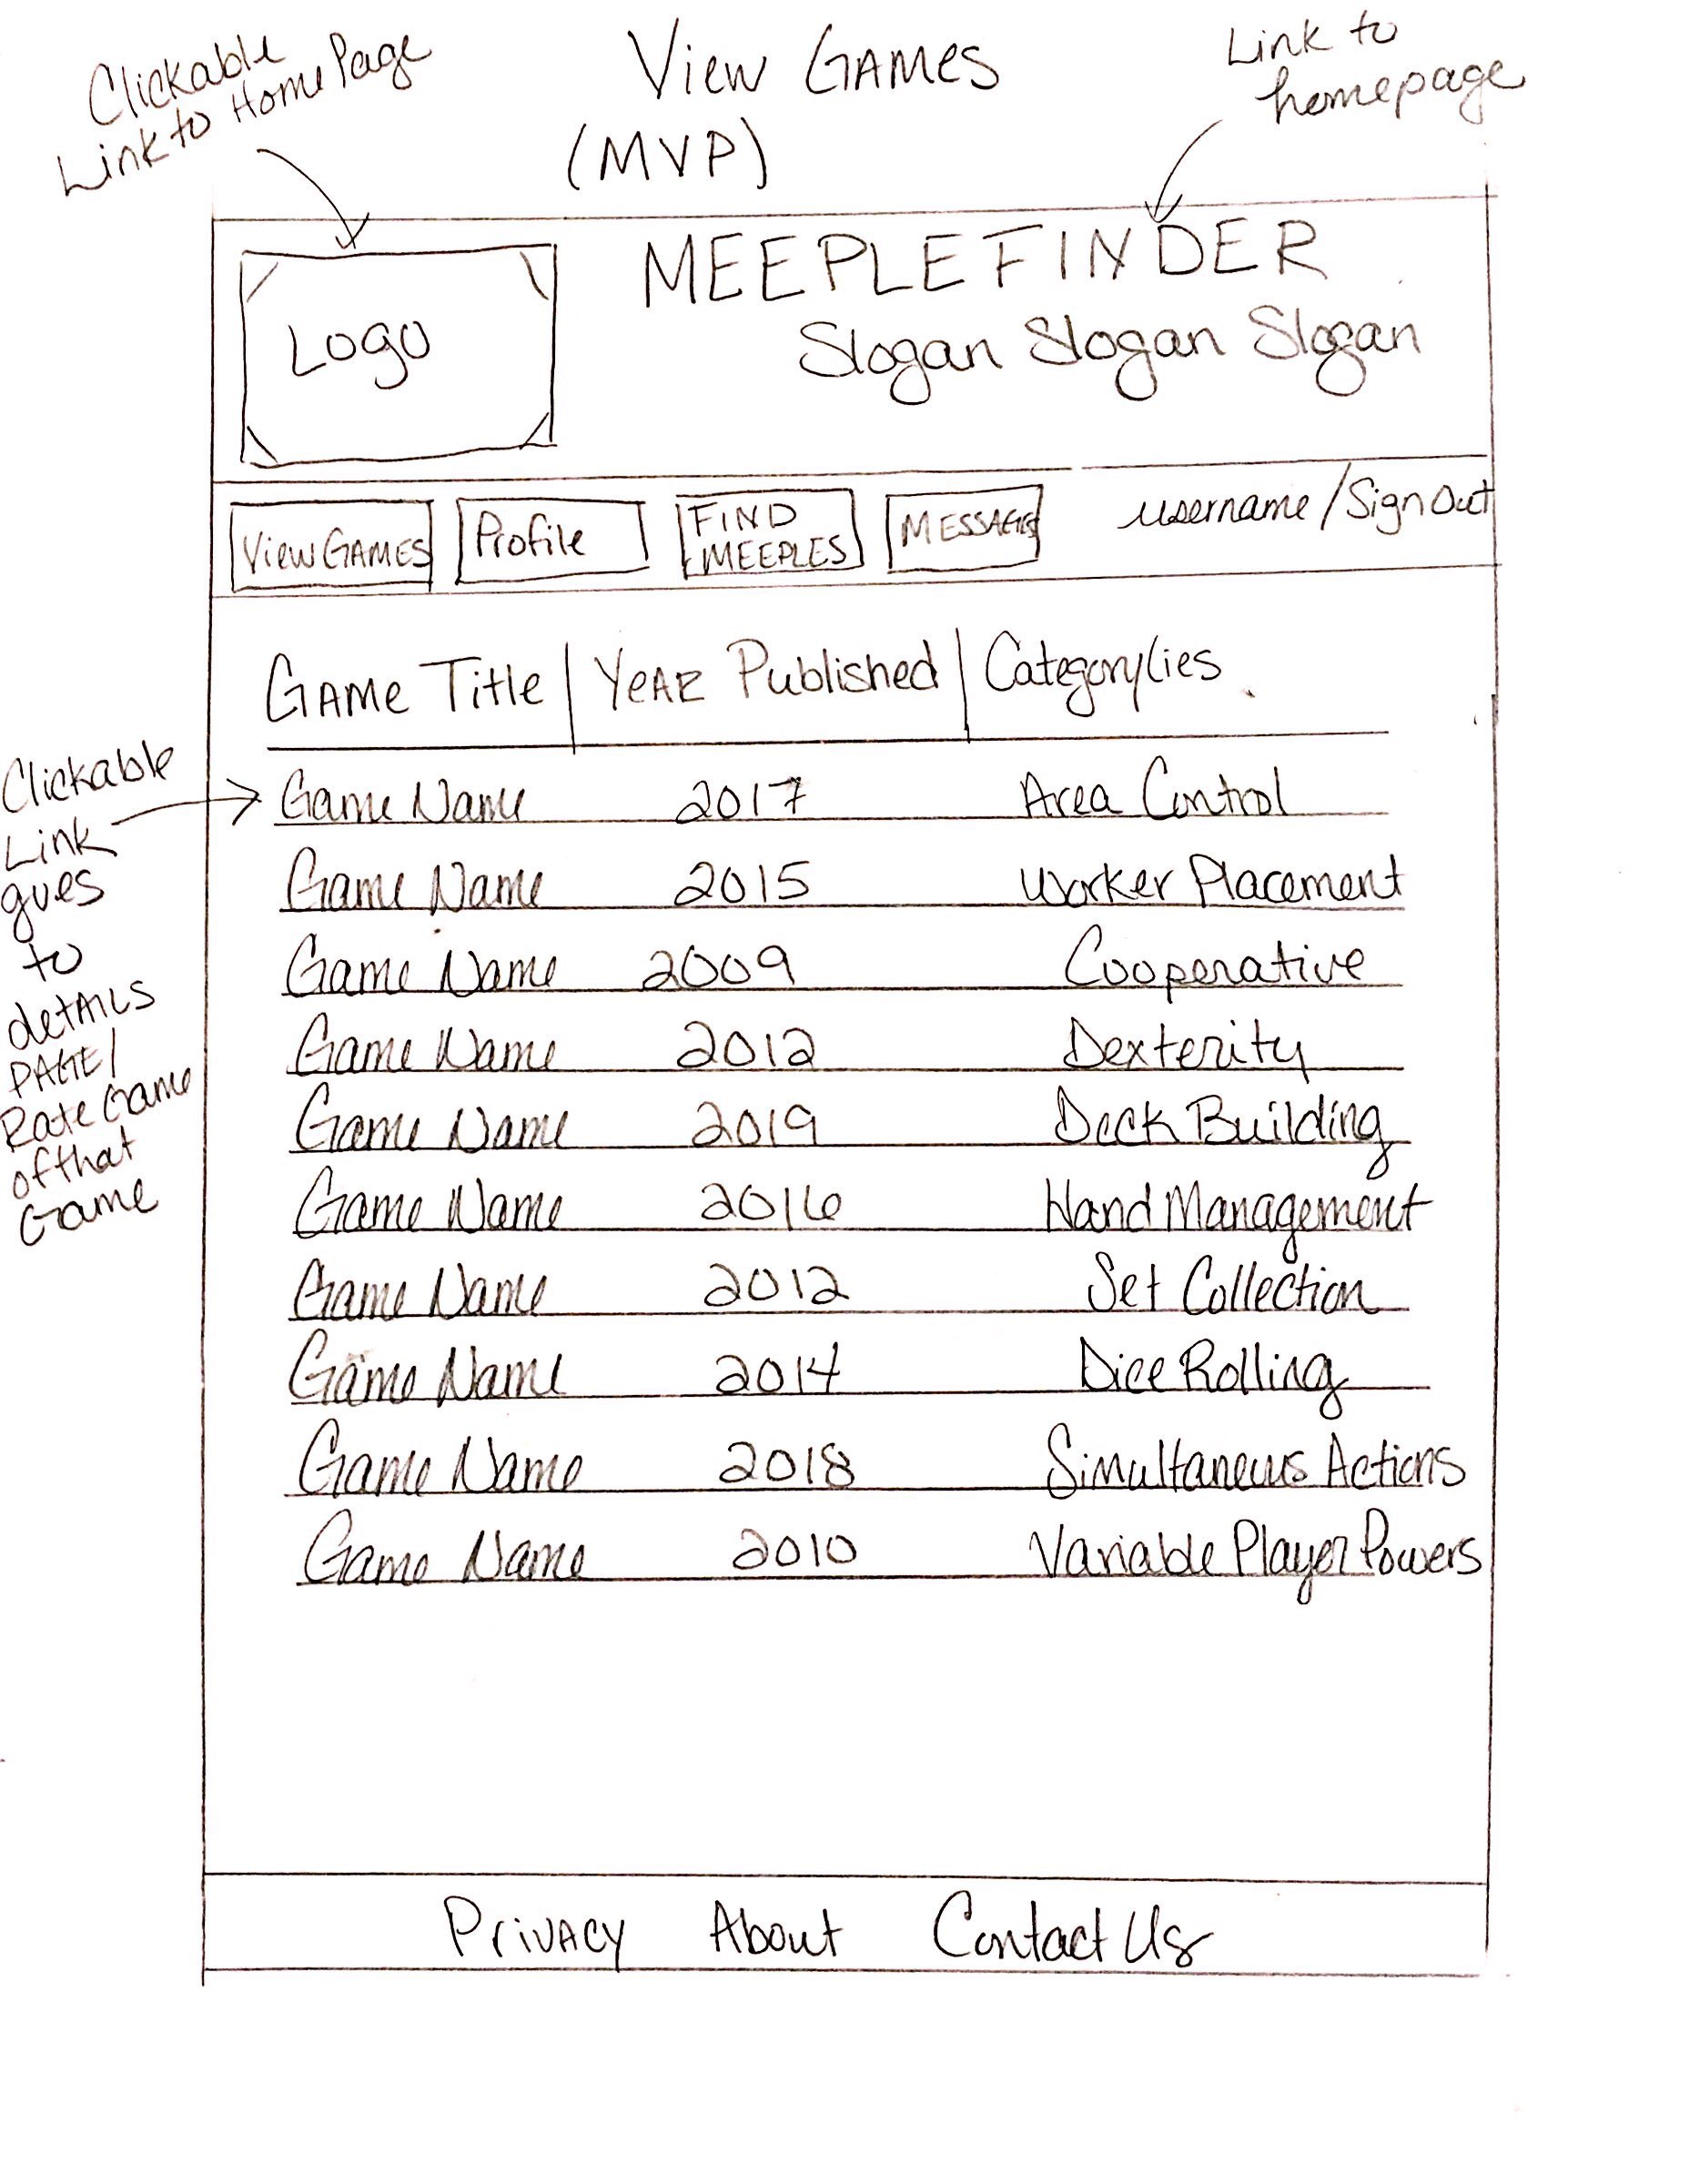 Clickable
Link to Home Page
View GAMES
(MVP)
Link to
homepage
Logo
MEEPLEFINDER
Slogan Slogan Slogan
View GAMES
Profile
FIND
MEEPLES
MESSAGES
username/Sign Out
GAME Title | YEAR Published | Category/ies
Game Name 2017 Area Control
Game Name 2015 Worker Placement
Game Name 2009 Cooperative
Game Name 2012 Dexterity
Game Name 2019 Deck Building
Game Name 2016 Hand Management
Game Name 2012 Set Collection
Game Name 2014 Dice Rolling
Game Name 2018 Simultaneous Actions
Game Name 2010 Variable Player Powers
Clickable
Link
goes
to
detAILS
PAGE/
Rate Game
of that
Game
PRIVACY About Contact Us